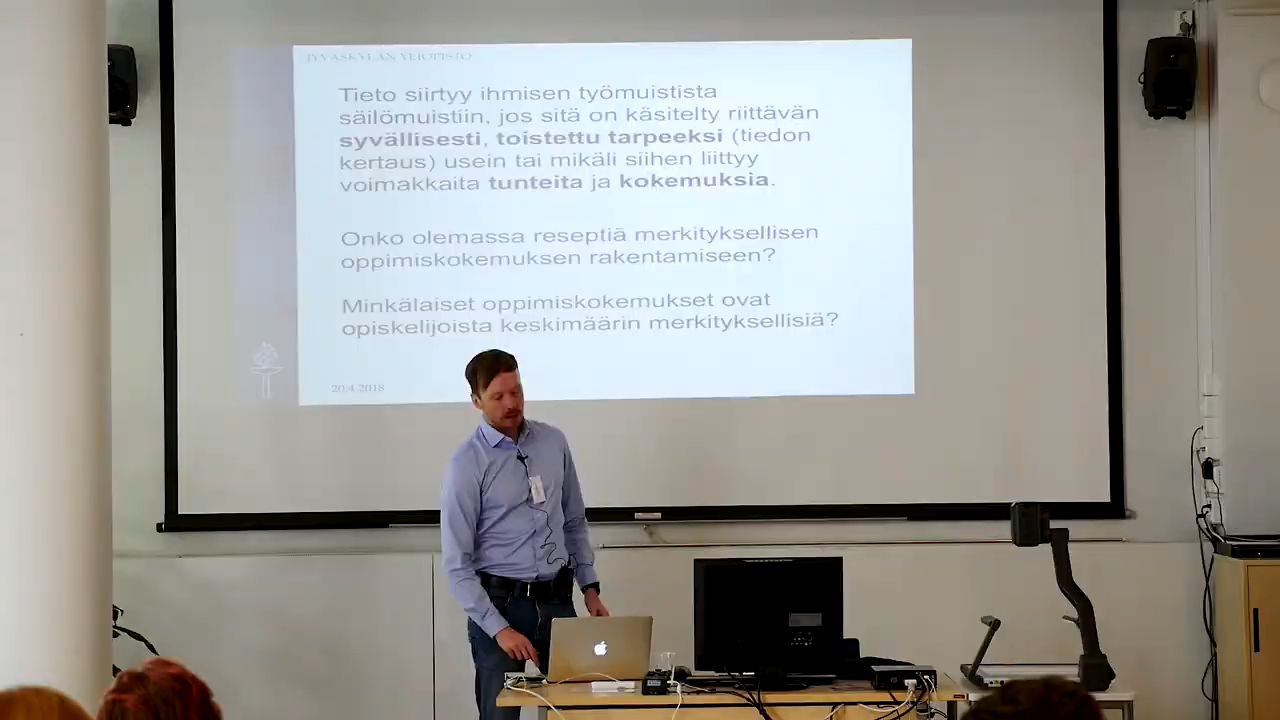 JYVÄSKYLÄN YLIOPISTO
Tieto siirtyy ihmisen työmuistista
säilömuistiin, jos sitä on käsitelty riittävän
syvällisesti, toistettu tarpeeksi (tiedon
kertaus) usein tai mikäli siihen liittyy
voimakkaita tunteita ja kokemuksia.
Onko olemassa reseptiä merkityksellisen
oppimiskokemuksen rakentamiseen?
Minkälaiset oppimiskokemukset ovat
opiskelijoista keskimäärin merkityksellisiä?
20.4.2018